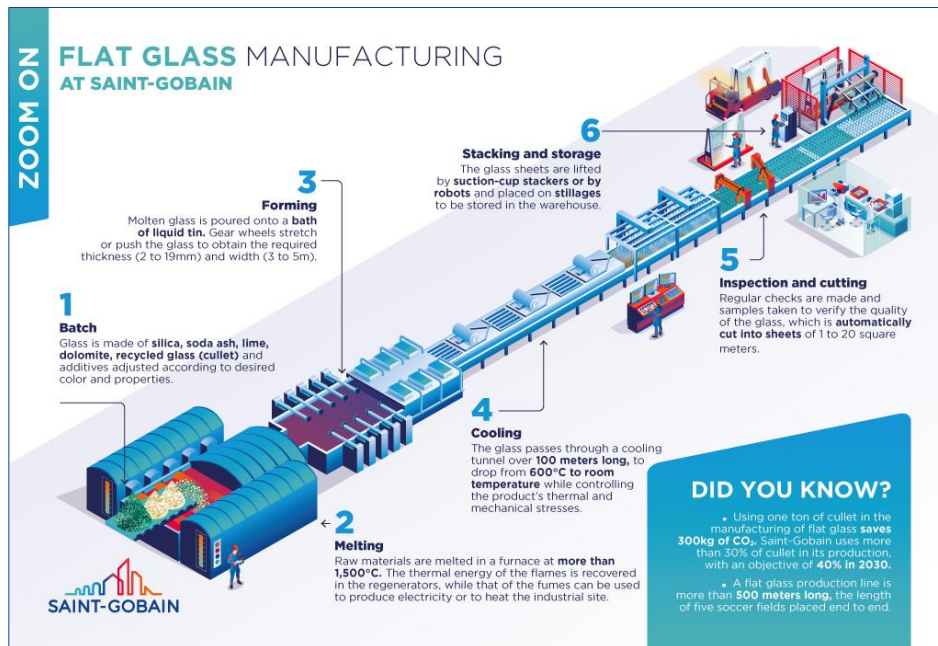 ZOOM ON
FLAT GLASS MANUFACTURING
AT SAINT-GOBAIN
1
Batch
Glass is made of silica, soda ash, lime,
dolomite, recycled glass (cullet) and
additives adjusted according to desired
color and properties.
2
Melting
Raw materials are melted in a furnace at more than
1,500°C. The thermal energy of the flames is recovered
in the regenerators, while that of the fumes can be used
to produce electricity or to heat the industrial site.
3
Forming
Molten glass is poured onto a bath
of liquid tin. Gear wheels stretch
or push the glass to obtain the required
thickness (2 to 19mm) and width (3 to 5m).
4
Cooling
The glass passes through a cooling
tunnel over 100 meters long, to
drop from 600°C to room
temperature while controlling
the product's thermal and
mechanical stresses.
5
Inspection and cutting
Regular checks are made and
samples taken to verify the quality
of the glass, which is automatically
cut into sheets of 1 to 20 square
meters.
6
Stacking and storage
The glass sheets are lifted
by suction-cup stackers or by
robots and placed on stillages
to be stored in the warehouse.
DID YOU KNOW?
▪ Using one ton of cullet in the
manufacturing of flat glass saves
300kg of CO₂. Saint-Gobain uses more
than 30% of cullet in its production,
with an objective of 40% in 2030.
▪ A flat glass production line is
more than 500 meters long, the length
of five soccer fields placed end to end.
SAINT-GOBAIN